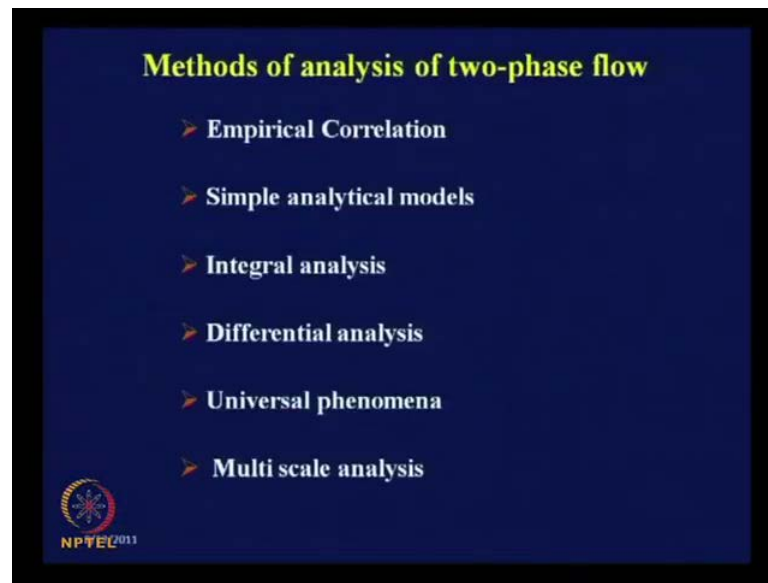 Methods of analysis of two-phase flow
Empirical Correlation
Simple analytical models
Integral analysis
Differential analysis
Universal phenomena
Multi scale analysis
NPTEL
2011